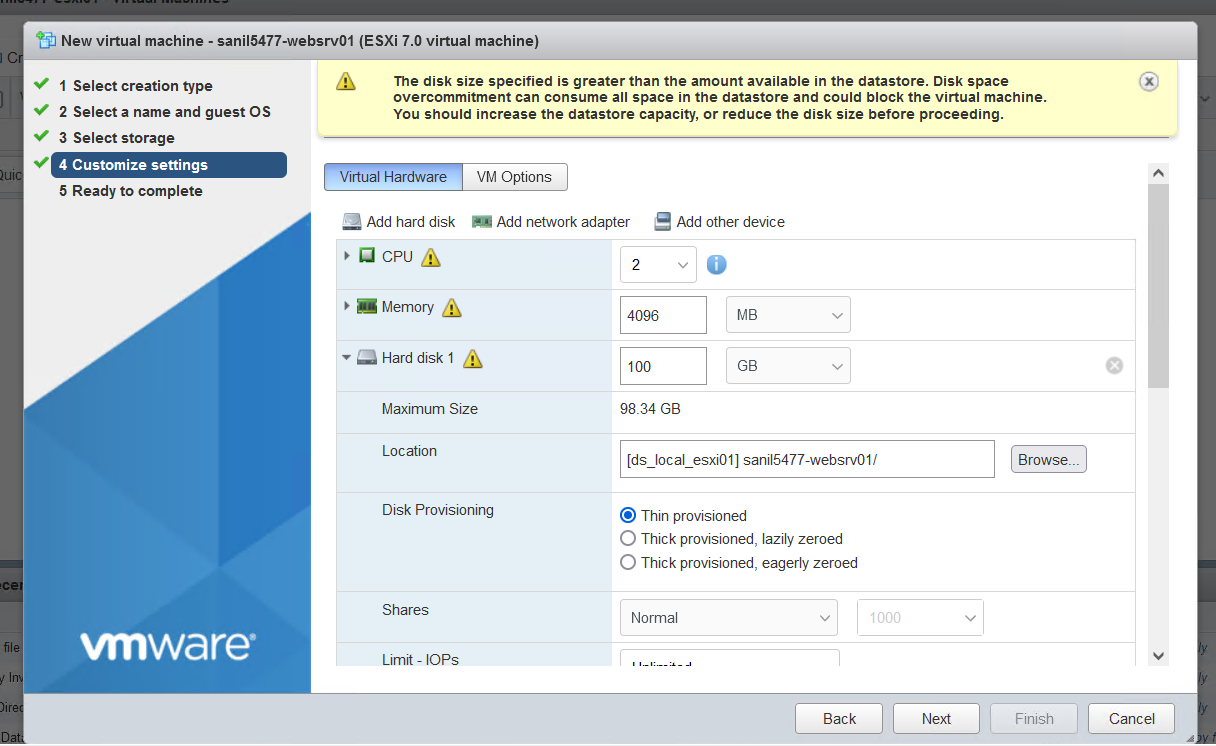 New virtual machine - sanil5477-websrv01 (ESXi 7.0 virtual machine)
1 Select creation type
2 Select a name and guest OS
3 Select storage
4 Customize settings
5 Ready to complete
The disk size specified is greater than the amount available in the datastore. Disk space
overcommitment can consume all space in the datastore and could block the virtual machine.
You should increase the datastore capacity, or reduce the disk size before proceeding.
Virtual Hardware VM Options
Add hard disk Add network adapter Add other device
CPU 2
Memory 4096 MB
Hard disk 1 100 GB
Maximum Size 98.34 GB
Location [ds_local_esxi01] sanil5477-websrv01/ Browse...
Disk Provisioning Thin provisioned
Thick provisioned, lazily zeroed
Thick provisioned, eagerly zeroed
Shares Normal 1000
Limit - IOPs Unlimited
vmware®
Back Next Finish Cancel